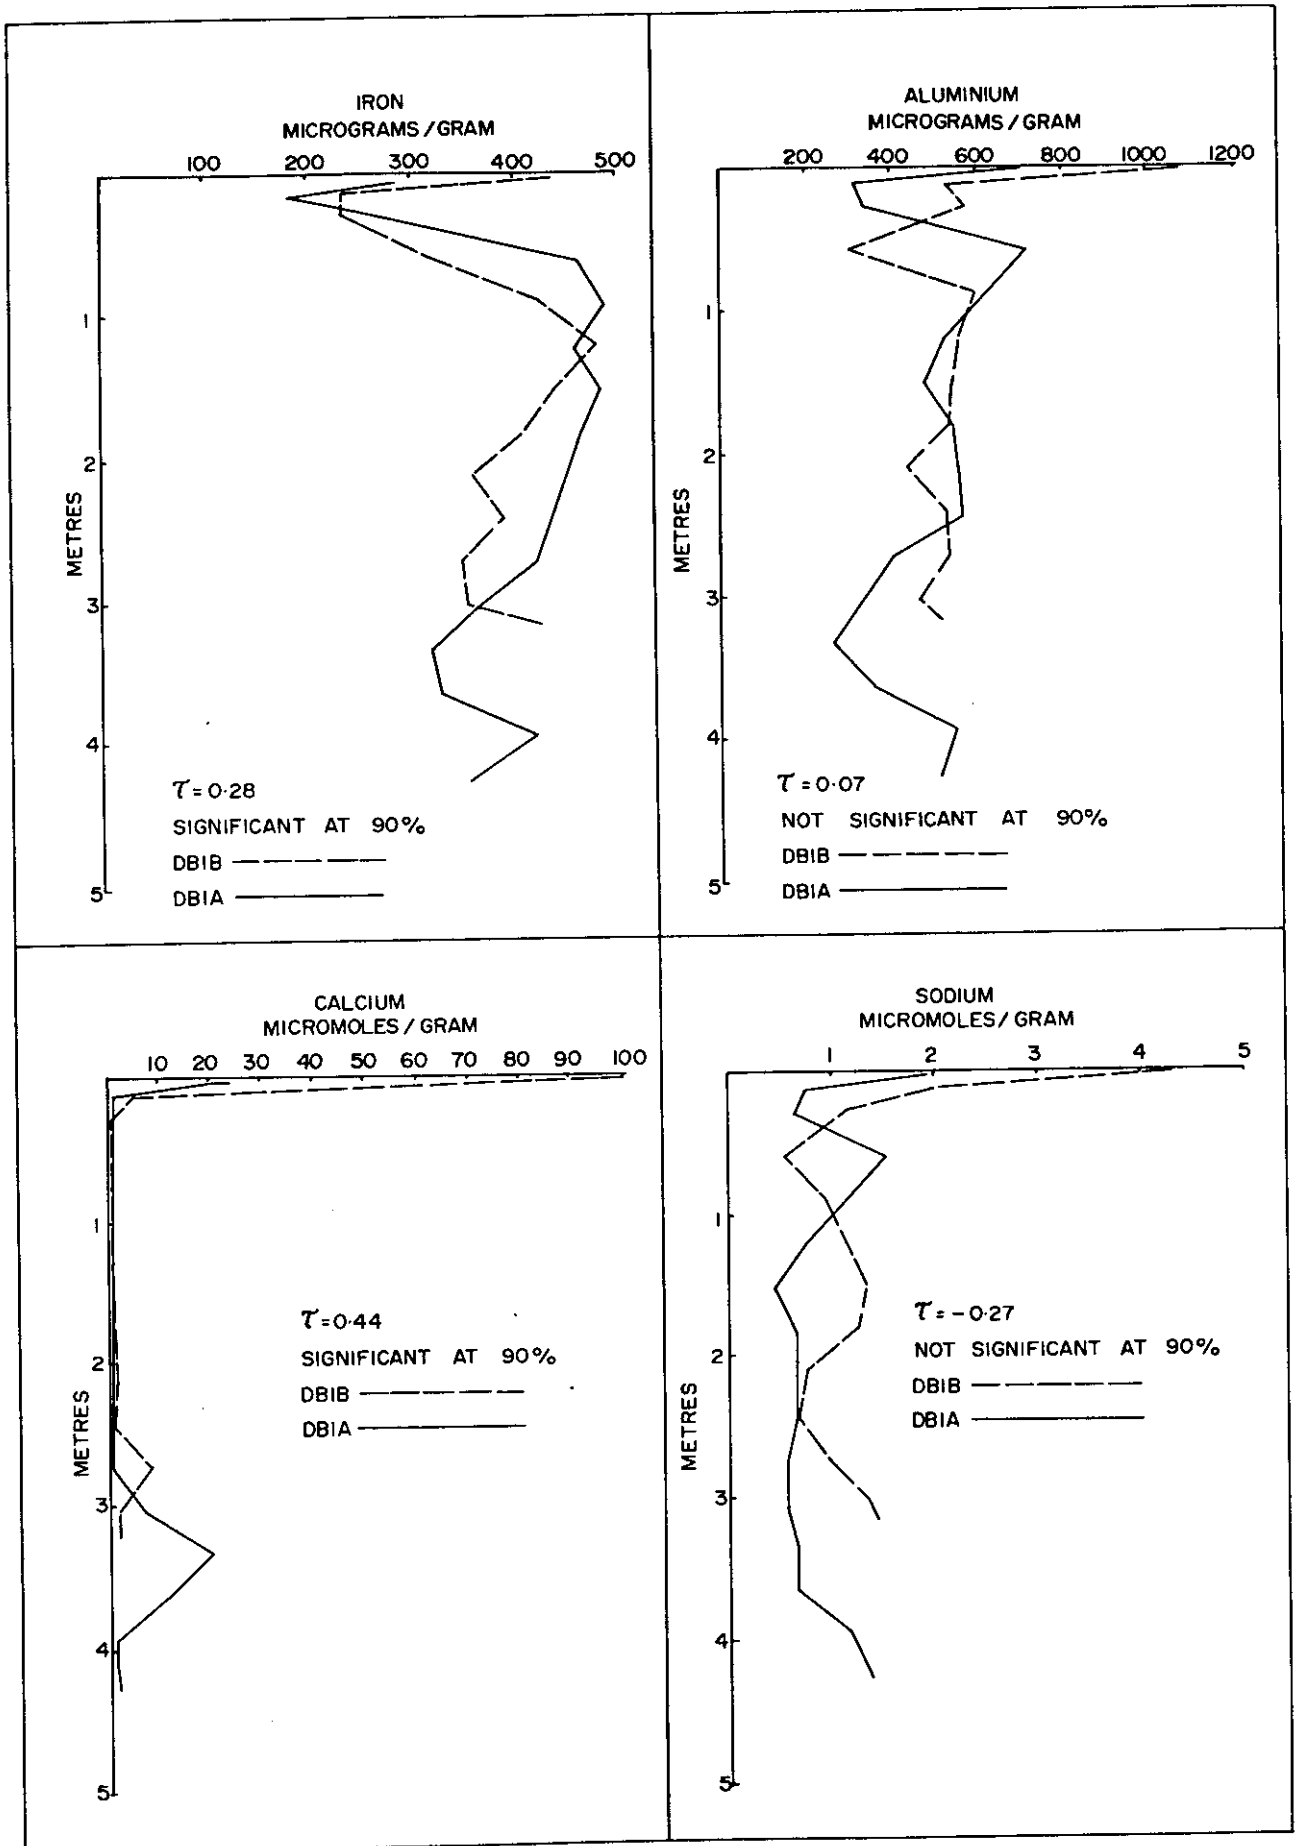 IRON
MICROGRAMS / GRAM
100 200 300 400 500
1
2
METRES
3
4
5
τ = 0·28
SIGNIFICANT AT 90%
DBIB
DBIA
ALUMINIUM
MICROGRAMS / GRAM
200 400 600 800 1000 1200
1
2
METRES
3
4
5
τ = 0·07
NOT SIGNIFICANT AT 90%
DBIB
DBIA
CALCIUM
MICROMOLES / GRAM
10 20 30 40 50 60 70 80 90 100
1
2
METRES
3
4
5
τ = 0·44
SIGNIFICANT AT 90%
DBIB
DBIA
SODIUM
MICROMOLES / GRAM
1 2 3 4 5
1
2
METRES
3
4
5
τ = -0·27
NOT SIGNIFICANT AT 90%
DBIB
DBIA